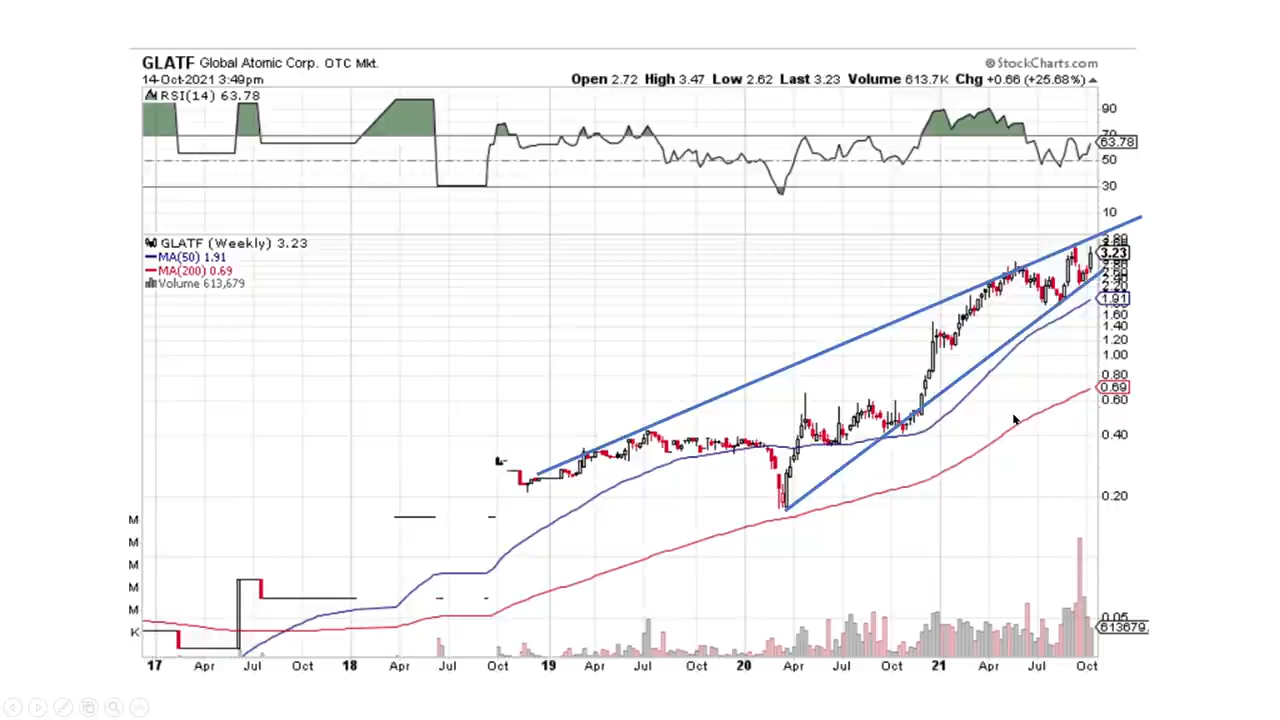 GLATF Global Atomic Corp. OTC Mkt.
@StockCharts.com
14-Oct-2021 3:49pm
Open 2.72 High 3.47 Low 2.62 Last 3.23 Volume 613.7K Chg +0.66 (+25.68%)
RSI(14) 63.78
90
70
63.78
50
30
10
GLATF (Weekly) 3.23
MA(50) 1.91
MA(200) 0.69
Volume 613,679
3.23
1.91
1.60
1.40
1.20
1.00
0.80
0.69
0.60
0.40
0.20
0.05
613679
M
M
M
M
M
K
17 Apr Jul Oct 18 Apr Jul Oct 19 Apr Jul Oct 20 Apr Jul Oct 21 Apr Jul Oct